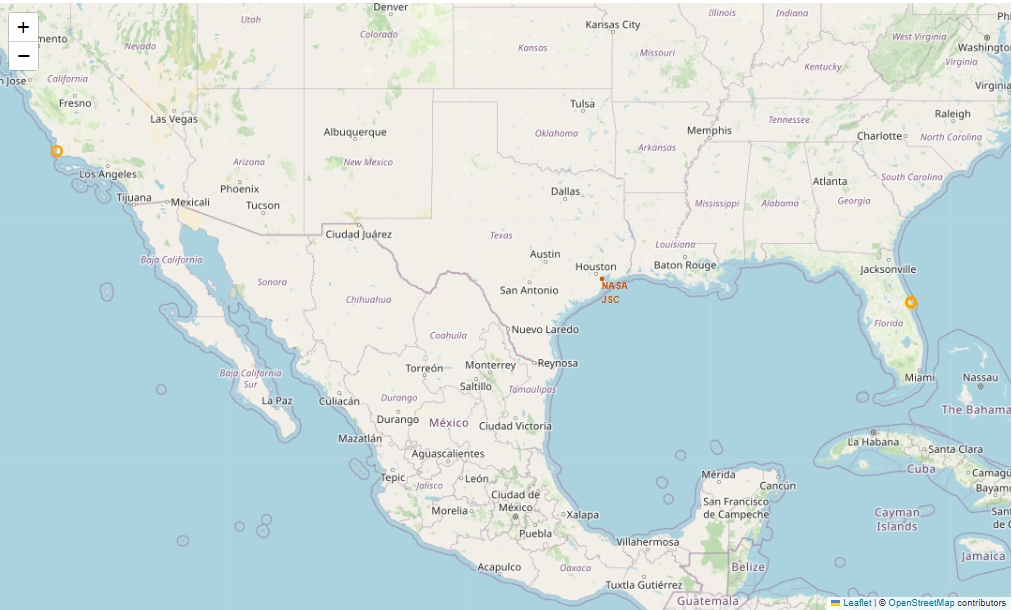 +
−
Denver
Utah
Colorado
Nevada
mento
n Jose
California
Fresno
Las Vegas
Los Angeles
Tijuana
Mexicali
Arizona
Phoenix
Tucson
Albuquerque
New Mexico
Ciudad Juárez
Kansas City
Kansas
Missouri
Illinois
Indiana
Kentucky
West Virginia
Washingto
Virginia
Phi
Virginia
Raleigh
North Carolina
Charlotte
South Carolina
Tulsa
Oklahoma
Arkansas
Memphis
Tennessee
Mississippi
Alabama
Atlanta
Georgia
Dallas
Texas
Austin
Houston
San Antonio
NASA
JSC
Louisiana
Baton Rouge
Jacksonville
Florida
Miami
Nassau
The Bahama
Baja California
Sonora
Chihuahua
Coahuila
Nuevo Laredo
Reynosa
Monterrey
Torreón
Saltillo
Tamaulipas
Baja California
Sur
La Paz
Culiacán
Durango
Durango
México
Ciudad Victoria
Mazatlán
Aguascalientes
Tepic
Jalisco
León
Ciudad de
México
Morelia
Xalapa
Puebla
Acapulco
Oaxaca
Villahermosa
Tuxtla Gutiérrez
Mérida
Cancún
San Francisco
de Campeche
Belize
Guatemala
La Habana
Santa Clara
Cuba
Camagü
Bayamo
Sant
de C
Cayman
Islands
Jamaica
Leaflet | © OpenStreetMap contributors